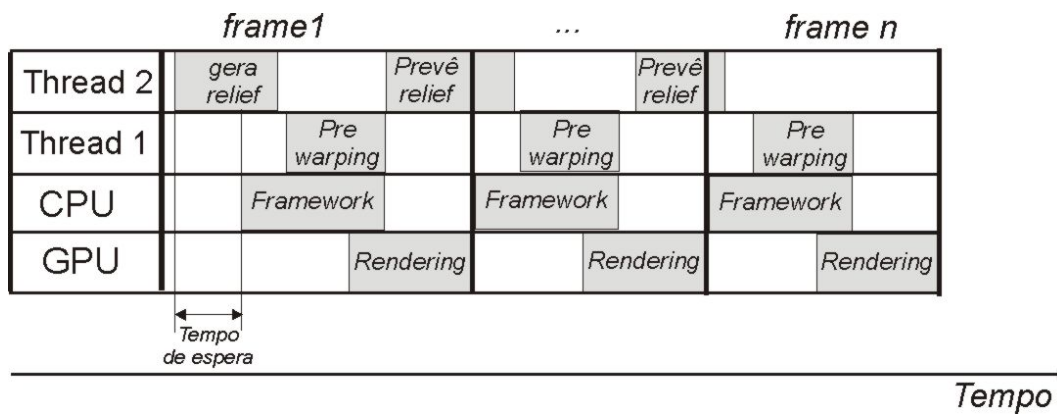 frame1
...
frame n
Thread 2
gera
relief
Prevê
relief
Prevê
relief
Thread 1
Pre
warping
Pre
warping
Pre
warping
CPU
Framework
Framework
Framework
GPU
Rendering
Rendering
Rendering
Tempo
de espera
Tempo